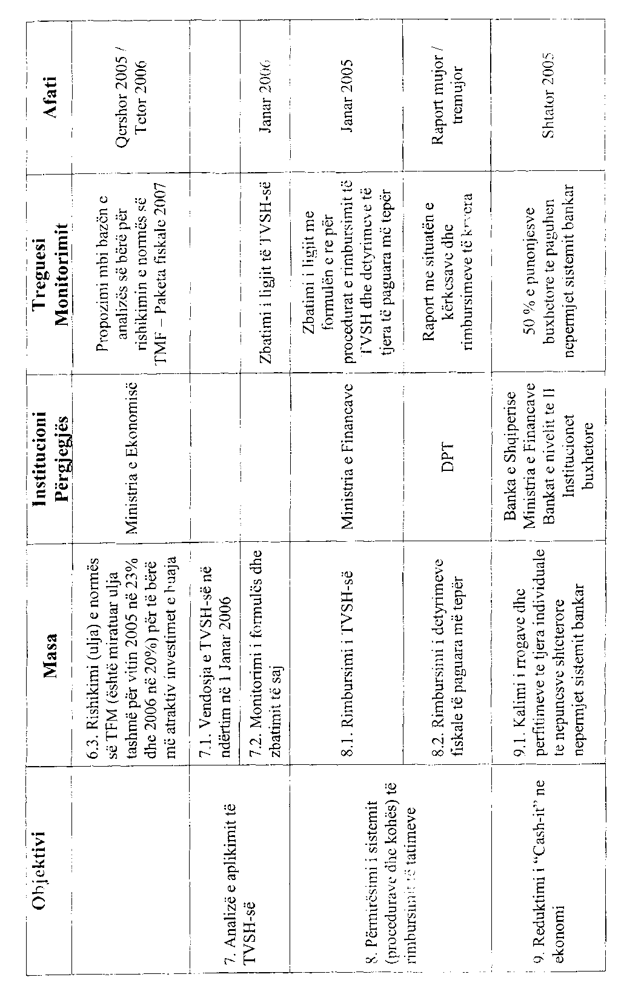 Objektivi
Masa
Institucioni
Përgjegjës
Treguesi
Monitorimit
Afati
6.3. Rishikimi (ulja) e normës
së TFM (është miratuar ulja
tashmë për vitin 2005 në 23%
dhe 2006 në 20%) për të bërë
më atraktiv investimet e huaja
Ministria e Ekonomisë
Propozimi mbi bazën e
analizës së bërë për
rishikimin e normës së
TMF – Paketa fiskale 2007
Qershor 2005 /
Tetor 2006
7. Analizë e aplikimit të
TVSH-së
7.1. Vendosja e TVSH-së në
ndërtim në 1 Janar 2006
7.2. Monitorimi i formulës dhe
zbatimit të saj
Zbatimi i ligjit të TVSH-së
Janar 2006
8. Përmirësimi i sistemit
(procedurave dhe kohës) të
rimbursimit të tatimeve
8.1. Rimbursimi i TVSH-së
Ministria e Financave
Zbatimi i ligjit me
formulën e re për
procedurat e rimbursimit të
TVSH dhe detyrimeve të
tjera të paguara më tepër
Janar 2005
8.2. Rimbursimi i detyrimeve
fiskale të paguara më tepër
DPT
Raport me situatën e
kërkesave dhe
rimbursimeve të
Raport mujor /
tremujor
9. Reduktimi i “Cash-it” ne
ekonomi
9.1. Kalimi i rrogave dhe
perfitimeve te tjera individuale
te nepunesve shteterore
nepermjet sistemit bankar
Banka e Shqiperise
Ministria e Financave
Bankat e nivelit te II
Institucionet
buxhetore
50 % e punonjesve
buxhetore te paguhen
nepermjet sistemit bankar
Shtator 2005